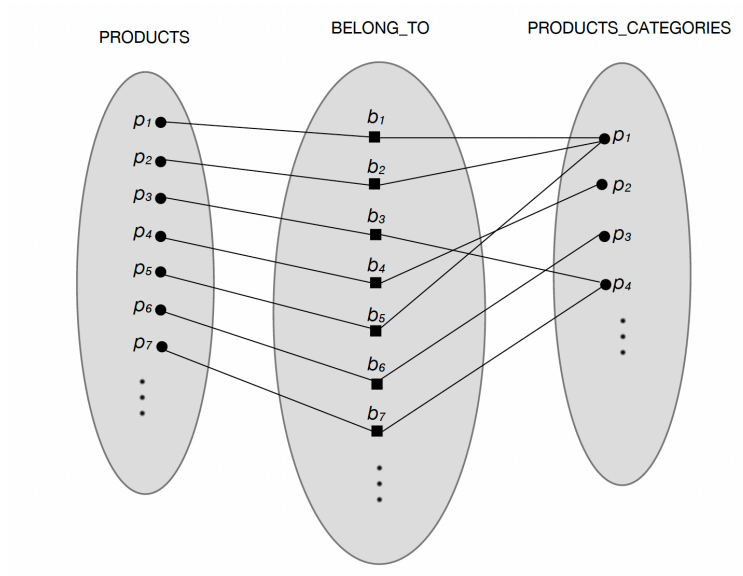 PRODUCTS
BELONG_TO
PRODUCTS_CATEGORIES
p1
p2
p3
p4
p5
p6
p7
b1
b2
b3
b4
b5
b6
b7
p1
p2
p3
p4